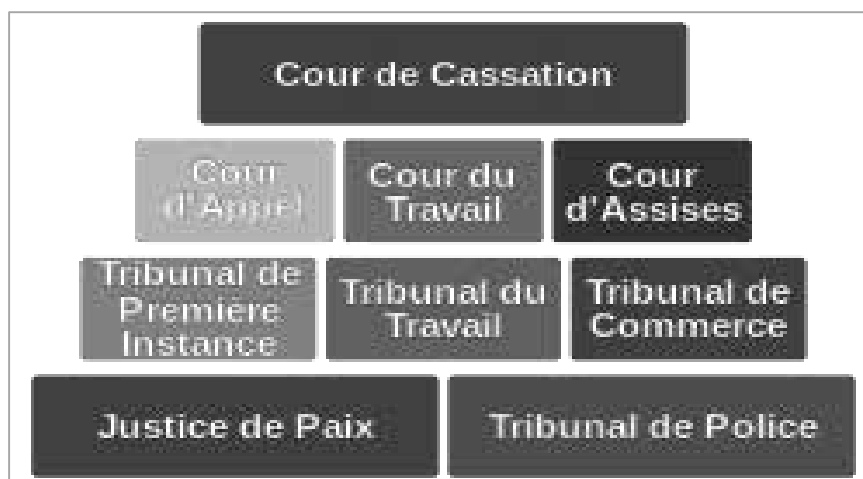 Cour de Cassation
Cour
d'Appel
Cour du
Travail
Cour
d'Assises
Tribunal de
Première
Instance
Tribunal du
Travail
Tribunal de
Commerce
Justice de Paix
Tribunal de Police